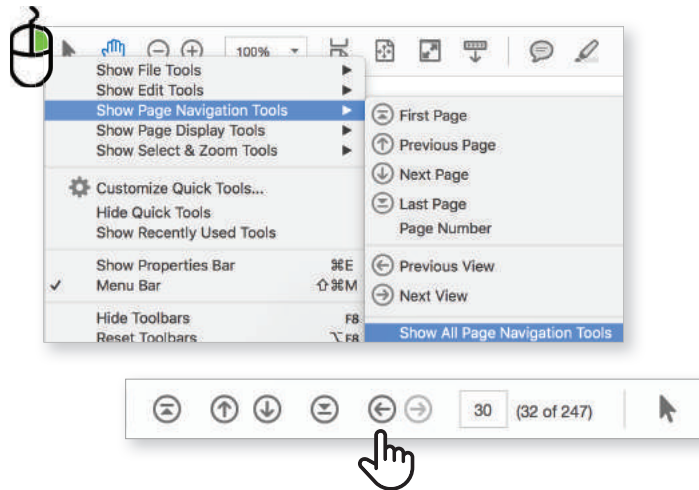 100%
Show File Tools
Show Edit Tools
Show Page Navigation Tools
Show Page Display Tools
Show Select & Zoom Tools
Customize Quick Tools...
Hide Quick Tools
Show Recently Used Tools
Show Properties Bar ⌘E
✓ Menu Bar ⇧⌘M
Hide Toolbars F8
Reset Toolbars ⌥F8
First Page
Previous Page
Next Page
Last Page
Page Number
Previous View
Next View
Show All Page Navigation Tools
30 (32 of 247)